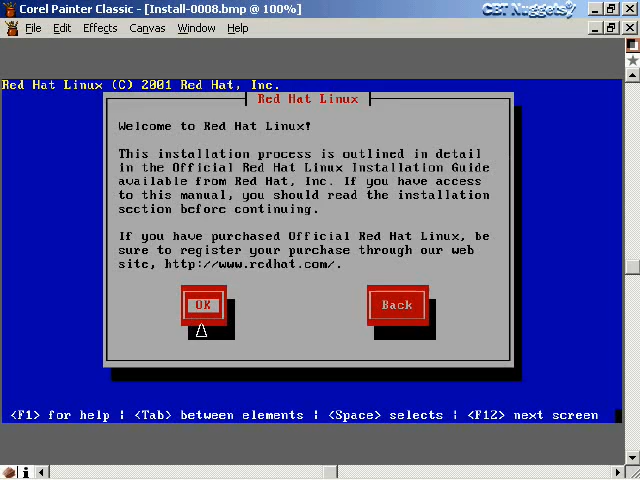 Corel Painter Classic - [Install-0008.bmp @ 100%]
CBT Nuggets
File Edit Effects Canvas Window Help
Red Hat Linux (C) 2001 Red Hat, Inc.
Red Hat Linux
Welcome to Red Hat Linux!
This installation process is outlined in detail
in the Official Red Hat Linux Installation Guide
available from Red Hat, Inc. If you have access
to this manual, you should read the installation
section before continuing.
If you have purchased Official Red Hat Linux, be
sure to register your purchase through our web
site, http://www.redhat.com/.
OK Back
<F1> for help | <Tab> between elements | <Space> selects | <F12> next screen